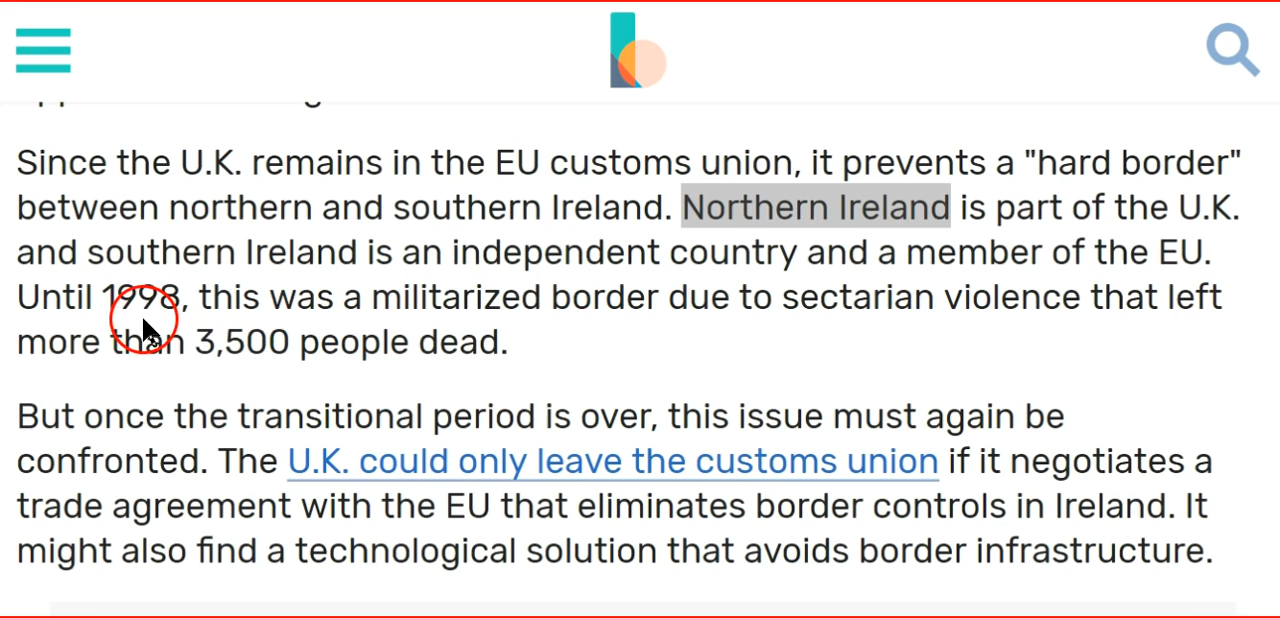 Since the U.K. remains in the EU customs union, it prevents a "hard border"
between northern and southern Ireland. Northern Ireland is part of the U.K.
and southern Ireland is an independent country and a member of the EU.
Until 1998, this was a militarized border due to sectarian violence that left
more than 3,500 people dead.
But once the transitional period is over, this issue must again be
confronted. The U.K. could only leave the customs union if it negotiates a
trade agreement with the EU that eliminates border controls in Ireland. It
might also find a technological solution that avoids border infrastructure.